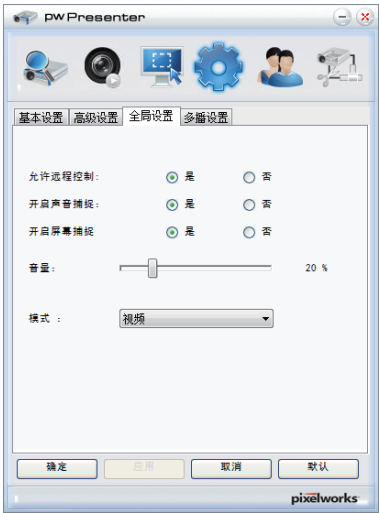 pwPresenter
基本设置 高级设置 全局设置 多播设置
允许远程控制: 是 否
开启声音捕捉: 是 否
开启屏幕捕捉 是 否
音量: 20 %
模式 : 视频
确定 应用 取消 默认
pixelworks